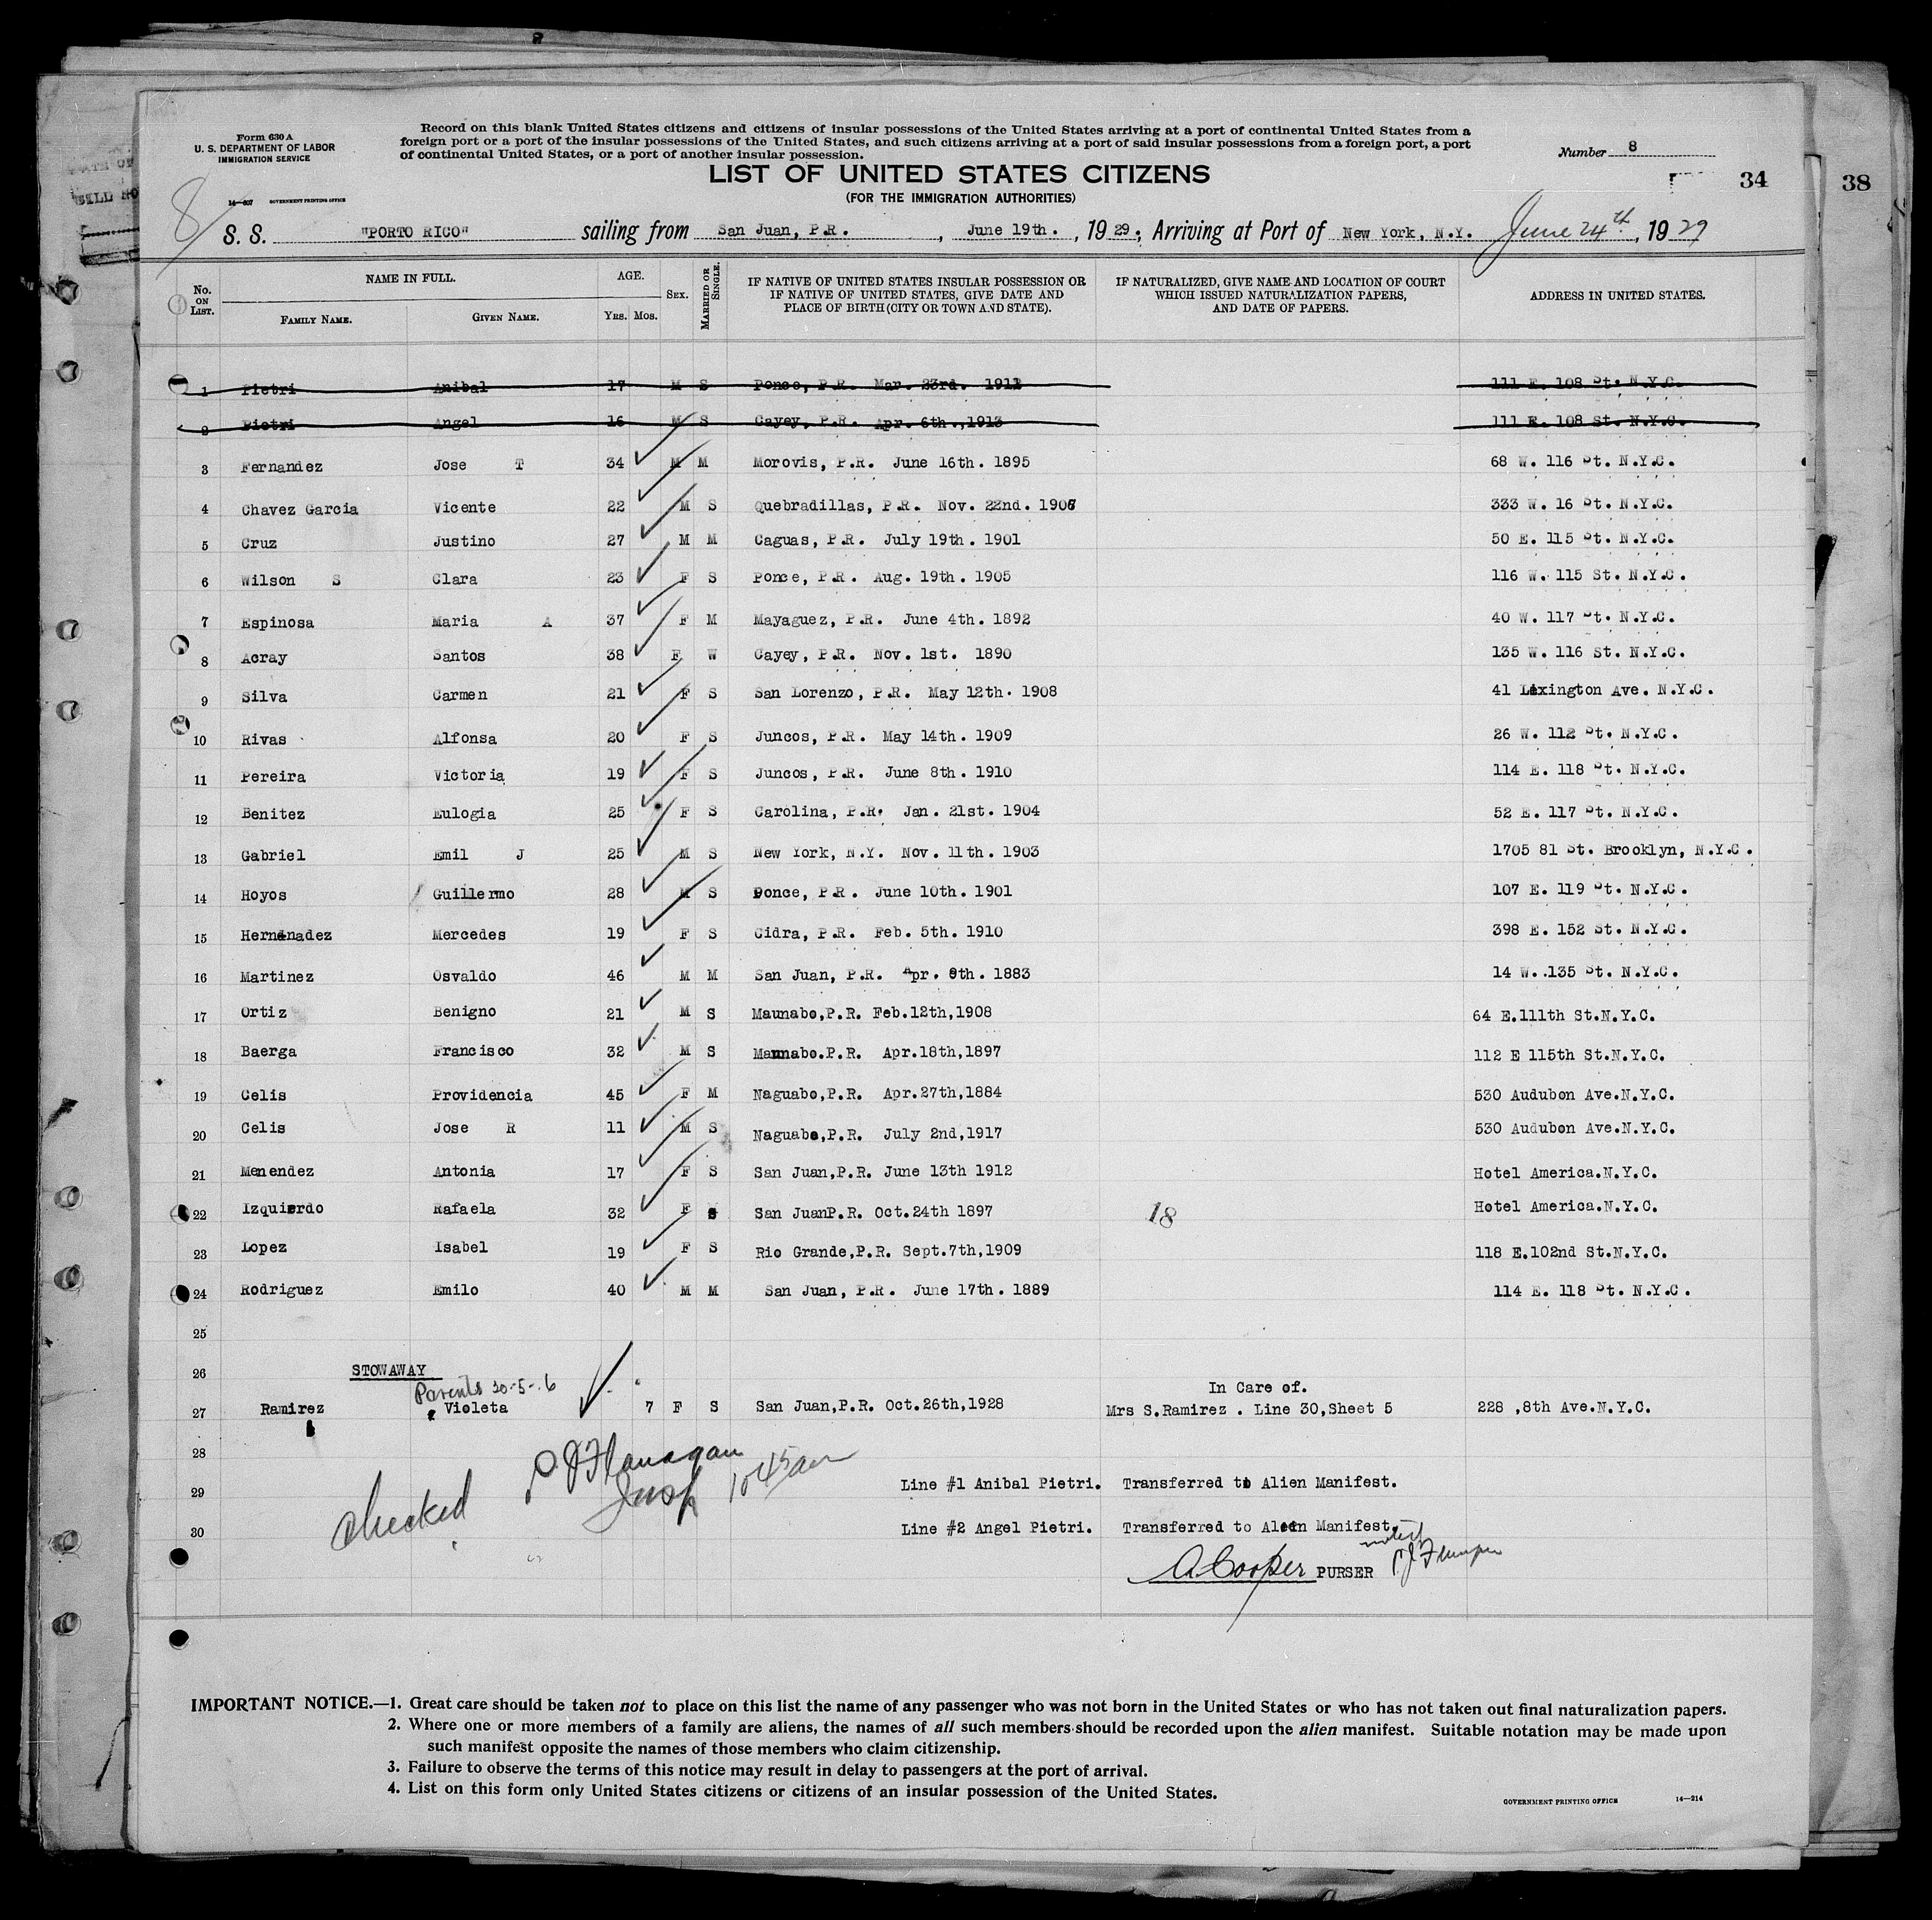 Form 630 A
U. S. DEPARTMENT OF LABOR
IMMIGRATION SERVICE
14—607 GOVERNMENT PRINTING OFFICE
Record on this blank United States citizens and citizens of insular possessions of the United States arriving at a port of continental United States from a
foreign port or a port of the insular possessions of the United States, and such citizens arriving at a port of said insular possessions from a foreign port, a port
of continental United States, or a port of another insular possession.
Number 8
LIST OF UNITED STATES CITIZENS
(FOR THE IMMIGRATION AUTHORITIES)
34
38
8
S. S. "PORTO RICO" sailing from San Juan, P.R. , June 19th. , 19 29 ; Arriving at Port of New York, N.Y. June 24th , 19 29
No. ON LIST. NAME IN FULL. FAMILY NAME. GIVEN NAME. AGE. YRS. MOS. SEX. MARRIED OR SINGLE. IF NATIVE OF UNITED STATES INSULAR POSSESSION OR IF NATIVE OF UNITED STATES, GIVE DATE AND PLACE OF BIRTH (CITY OR TOWN AND STATE). IF NATURALIZED, GIVE NAME AND LOCATION OF COURT WHICH ISSUED NATURALIZATION PAPERS, AND DATE OF PAPERS. ADDRESS IN UNITED STATES.
1 Pietri Anibal 17 M S Ponce, P.R. Mar. 23rd. 1912 111 E. 108 St. N.Y.C.
2 Pietri Angel 16 M S Cayey, P.R. Apr. 6th.,1913 111 E. 108 St. N.Y.C.
3 Fernandez Jose T 34 M M Morovis, P.R. June 16th. 1895 68 W. 116 St. N.Y.C.
4 Chavez Garcia Vicente 22 M S Quebradillas, P.R. Nov. 22nd. 1906 333 W. 16 St. N.Y.C.
5 Cruz Justino 27 M M Caguas, P.R. July 19th. 1901 50 E. 115 St. N.Y.C.
6 Wilson S Clara 23 F S Ponce, P.R. Aug. 19th. 1905 116 W. 115 St. N.Y.C.
7 Espinosa Maria A 37 F M Mayaguez, P.R. June 4th. 1892 40 W. 117 St. N.Y.C.
8 Acray Santos 38 F W Cayey, P.R. Nov. 1st. 1890 135 W. 116 St. N.Y.C.
9 Silva Carmen 21 F S San Lorenzo, P.R. May 12th. 1908 41 Lexington Ave. N.Y.C.
10 Rivas Alfonsa 20 F S Juncos, P.R. May 14th. 1909 26 W. 112 St. N.Y.C.
11 Pereira Victoria 19 F S Juncos, P.R. June 8th. 1910 114 E. 118 St. N.Y.C.
12 Benitez Eulogia 25 F S Carolina, P.R. Jan. 21st. 1904 52 E. 117 St. N.Y.C.
13 Gabriel Emil J 25 M S New York, N.Y. Nov. 11th. 1903 1705 81 St. Brooklyn, N.Y.C.
14 Hoyos Guillermo 28 M S Ponce, P.R. June 10th. 1901 107 E. 119 St. N.Y.C.
15 Hernanadez Mercedes 19 F S Cidra, P.R. Feb. 5th. 1910 398 E. 152 St. N.Y.C.
16 Martinez Osvaldo 46 M M San Juan, P.R. Apr. 1883 14 W. 135 St. N.Y.C.
17 Ortiz Benigno 21 M S Maunabo,P.R. Feb.12th,1908 64 E.111th St.N.Y.C.
18 Baerga Francisco 32 M S Maunabo.P.R. Apr.18th,1897 112 E 115th St.N.Y.C.
19 Celis Providencia 45 F M Naguabo,P.R. Apr.27th,1884 530 Audubon Ave.N.Y.C.
20 Celis Jose R 11 M S Naguabo,P.R. July 2nd,1917 530 Audubon Ave.N.Y.C.
21 Menendez Antonia 17 F S San Juan,P.R. June 13th 1912 Hotel America.N.Y.C.
22 Izquierdo Rafaela 32 F S San JuanP.R. Oct.24th 1897 18 Hotel America.N.Y.C.
23 Lopez Isabel 19 F S Rio Grande,P.R. Sept.7th,1909 118 E.102nd St.N.Y.C.
24 Rodriguez Emilo 40 M M San Juan, P.R. June 17th. 1889 114 E. 118 St. N.Y.C.
25
26 STOWAWAY
Parents 30-5-.6
In Care of.
27 Ramirez Violeta 7 F S San Juan,P.R. Oct.26th,1928 Mrs S.Ramirez . Line 30,Sheet 5 228 ,8th Ave.N.Y.C.
28
Flanagan
Insp 10 45 am
29 Line #1 Anibal Pietri. Transferred to Alien Manifest.
checked
30 Line #2 Angel Pietri. Transferred to Aleen Manifest.
noted
A. Cooper PURSER
IMPORTANT NOTICE.—1. Great care should be taken not to place on this list the name of any passenger who was not born in the United States or who has not taken out final naturalization papers.
2. Where one or more members of a family are aliens, the names of all such members should be recorded upon the alien manifest. Suitable notation may be made upon
such manifest opposite the names of those members who claim citizenship.
3. Failure to observe the terms of this notice may result in delay to passengers at the port of arrival.
4. List on this form only United States citizens or citizens of an insular possession of the United States.
GOVERNMENT PRINTING OFFICE 14—214